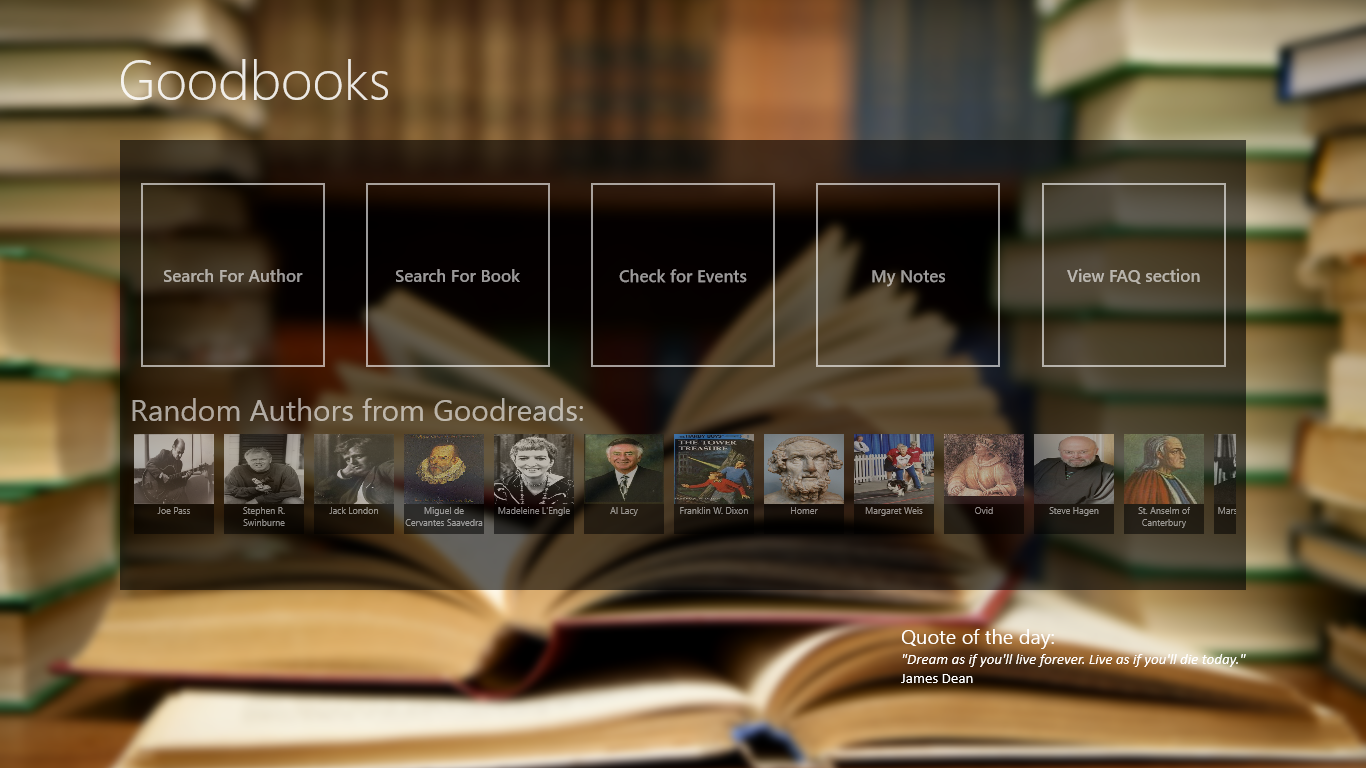 Goodbooks
Search For Author
Search For Book
Check for Events
My Notes
View FAQ section
Random Authors from Goodreads:
THE TOWER
TREASURE
Joe Pass
Stephen R.
Swinburne
Jack London
Miguel de
Cervantes Saavedra
Madeleine L'Engle
Al Lacy
Franklin W. Dixon
Homer
Margaret Weis
Ovid
Steve Hagen
St. Anselm of
Canterbury
Mars
Quote of the day:
"Dream as if you'll live forever. Live as if you'll die today."
James Dean